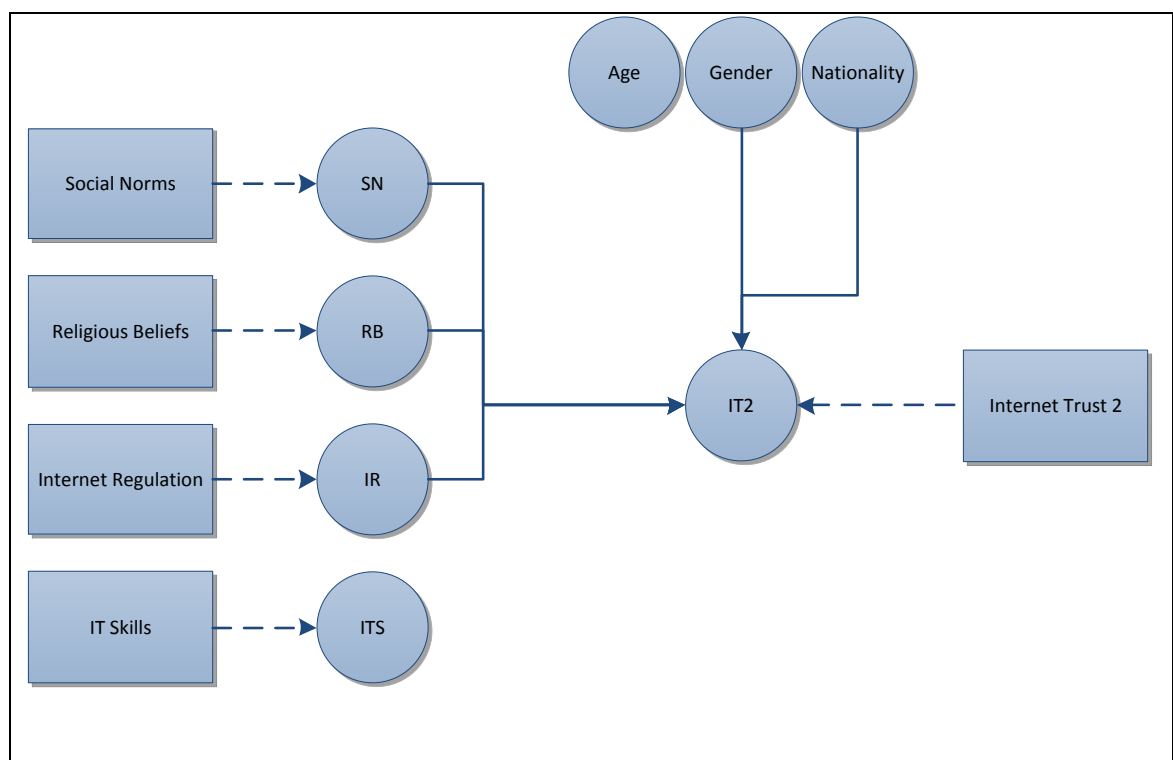 Age
Gender
Nationality
Social Norms
SN
Religious Beliefs
RB
IT2
Internet Trust 2
Internet Regulation
IR
IT Skills
ITS